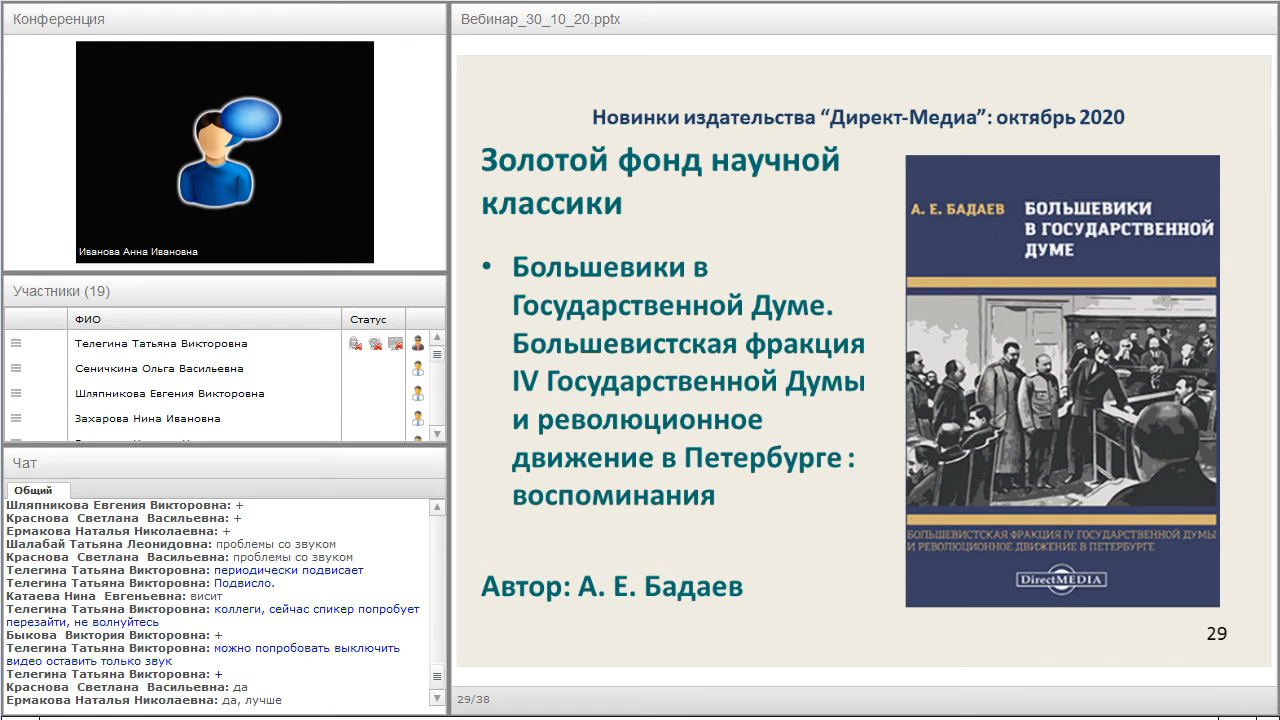 Конференция
Иванова Анна Ивановна
Участники (19)
ФИО
Статус
Телегина Татьяна Викторовна
Сеничкина Ольга Васильевна
Шляпникова Евгения Викторовна
Захарова Нина Ивановна
Чат
Общий
Шляпникова Евгения Викторовна: +
Краснова Светлана Васильевна: +
Ермакова Наталья Николаевна: +
Шалабай Татьяна Леонидовна: проблемы со звуком
Краснова Светлана Васильевна: проблемы со звуком
Телегина Татьяна Викторовна: периодически подвисает
Телегина Татьяна Викторовна: Подвисло.
Катаева Нина Евгеньевна: висит
Телегина Татьяна Викторовна: коллеги, сейчас спикер попробует
перезайти, не волнуйтесь
Быкова Виктория Викторовна: +
Телегина Татьяна Викторовна: можно попробовать выключить
видео оставить только звук
Телегина Татьяна Викторовна: +
Краснова Светлана Васильевна: да
Ермакова Наталья Николаевна: да, лучше
Вебинар_30_10_20.pptx
Новинки издательства “Директ-Медиа”: октябрь 2020
Золотой фонд научной
классики
• Большевики в
Государственной Думе.
Большевистская фракция
IV Государственной Думы
и революционное
движение в Петербурге :
воспоминания
Автор: А. Е. Бадаев
А. Е. БАДАЕВ
БОЛЬШЕВИКИ
В ГОСУДАРСТВЕННОЙ
ДУМЕ
БОЛЬШЕВИСТСКАЯ ФРАКЦИЯ IV ГОСУДАРСТВЕННОЙ ДУМЫ
И РЕВОЛЮЦИОННОЕ ДВИЖЕНИЕ В ПЕТЕРБУРГЕ
DirectMEDIA
29
29/38